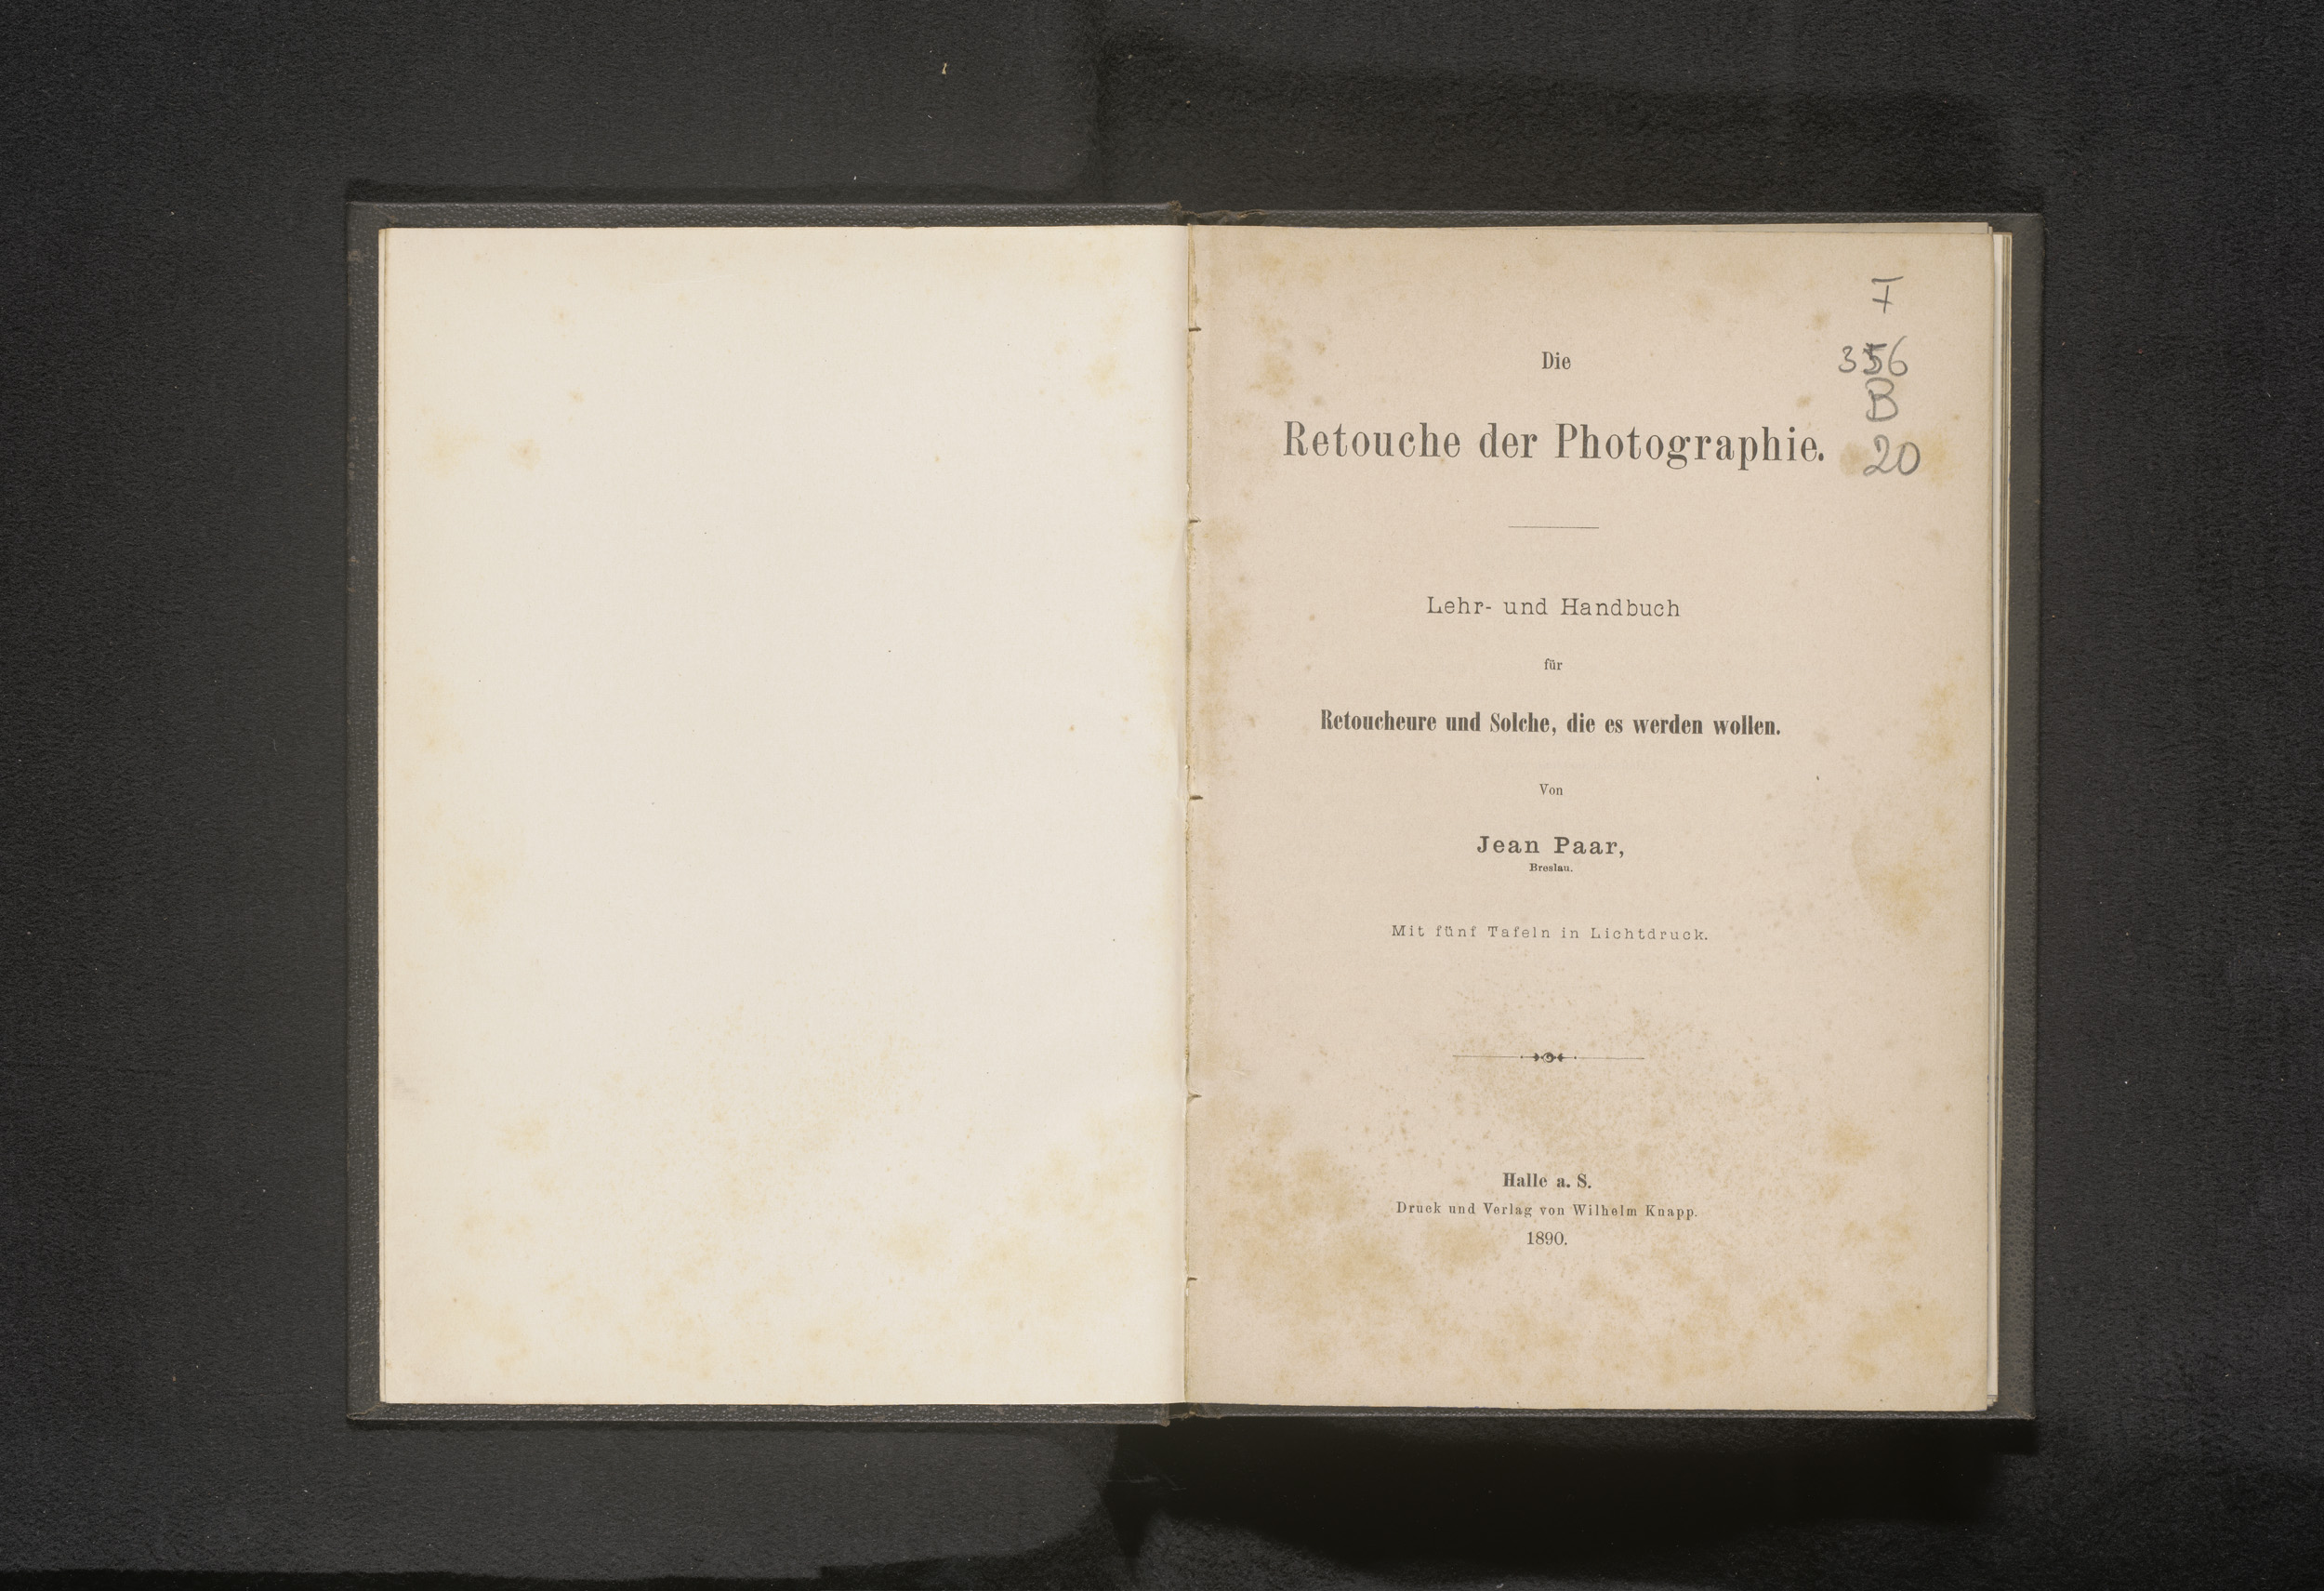 F
356
B
20
Die
Retouche der Photographie.
Lehr- und Handbuch
für
Retoucheure und Solche, die es werden wollen.
Von
Jean Paar,
Breslau.
Mit fünf Tafeln in Lichtdruck.
Halle a. S.
Druck und Verlag von Wilhelm Knapp.
1890.